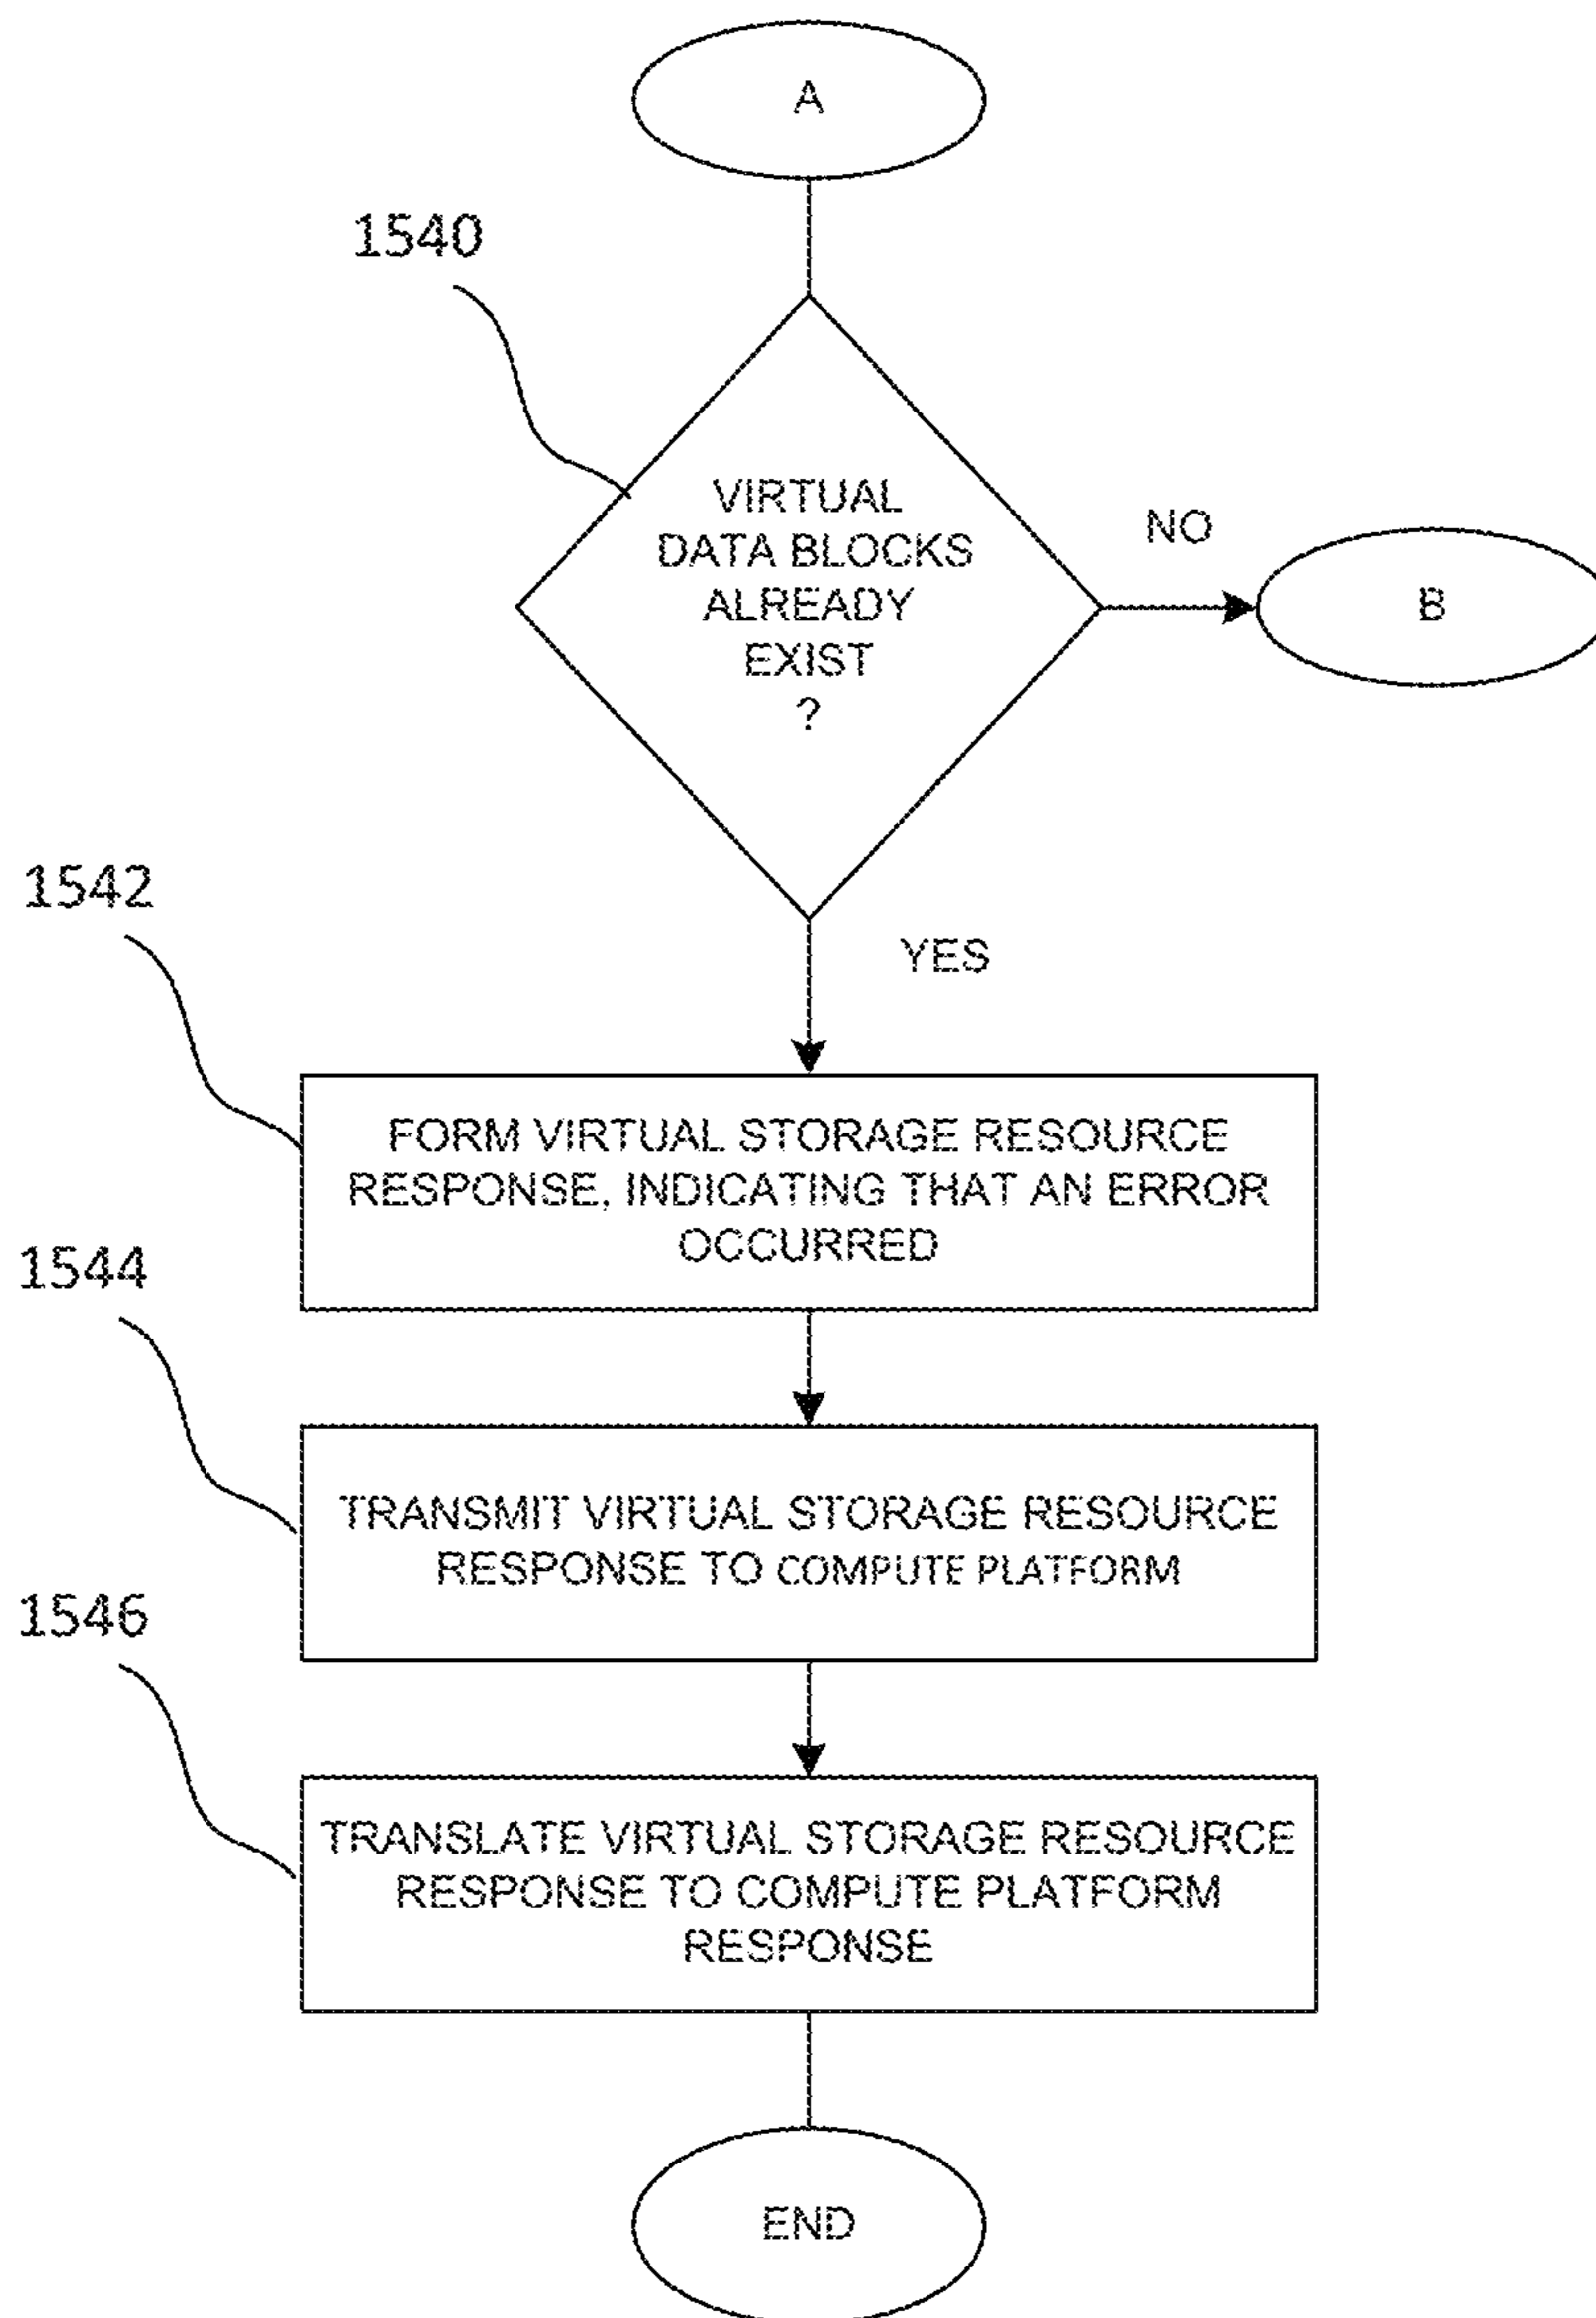 A
1540
VIRTUAL
DATA BLOCKS
ALREADY
EXIST
?
NO
B
YES
1542
FORM VIRTUAL STORAGE RESOURCE
RESPONSE, INDICATING THAT AN ERROR
OCCURRED
1544
TRANSMIT VIRTUAL STORAGE RESOURCE
RESPONSE TO COMPUTE PLATFORM
1546
TRANSLATE VIRTUAL STORAGE RESOURCE
RESPONSE TO COMPUTE PLATFORM
RESPONSE
END